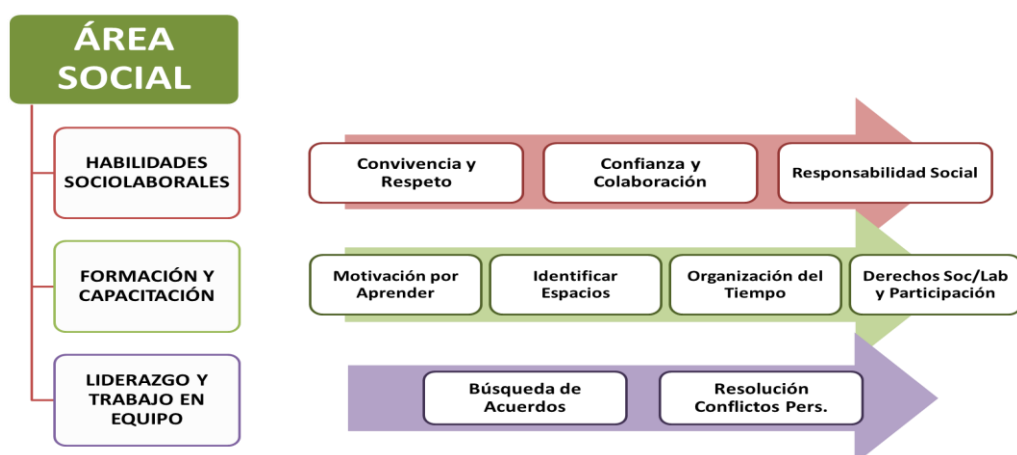 ÁREA
SOCIAL
HABILIDADES
SOCIOLABORALES
Convivencia y
Respeto
Confianza y
Colaboración
Responsabilidad Social
FORMACIÓN Y
CAPACITACIÓN
Motivación por
Aprender
Identificar
Espacios
Organización del
Tiempo
Derechos Soc/Lab
y Participación
LIDERAZGO Y
TRABAJO EN
EQUIPO
Búsqueda de
Acuerdos
Resolución
Conflictos Pers.